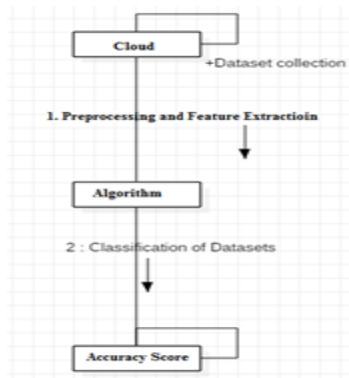 Cloud
+Dataset collection
1. Preprocessing and Feature Extractioin
Algorithm
2 : Classification of Datasets
Accuracy Score